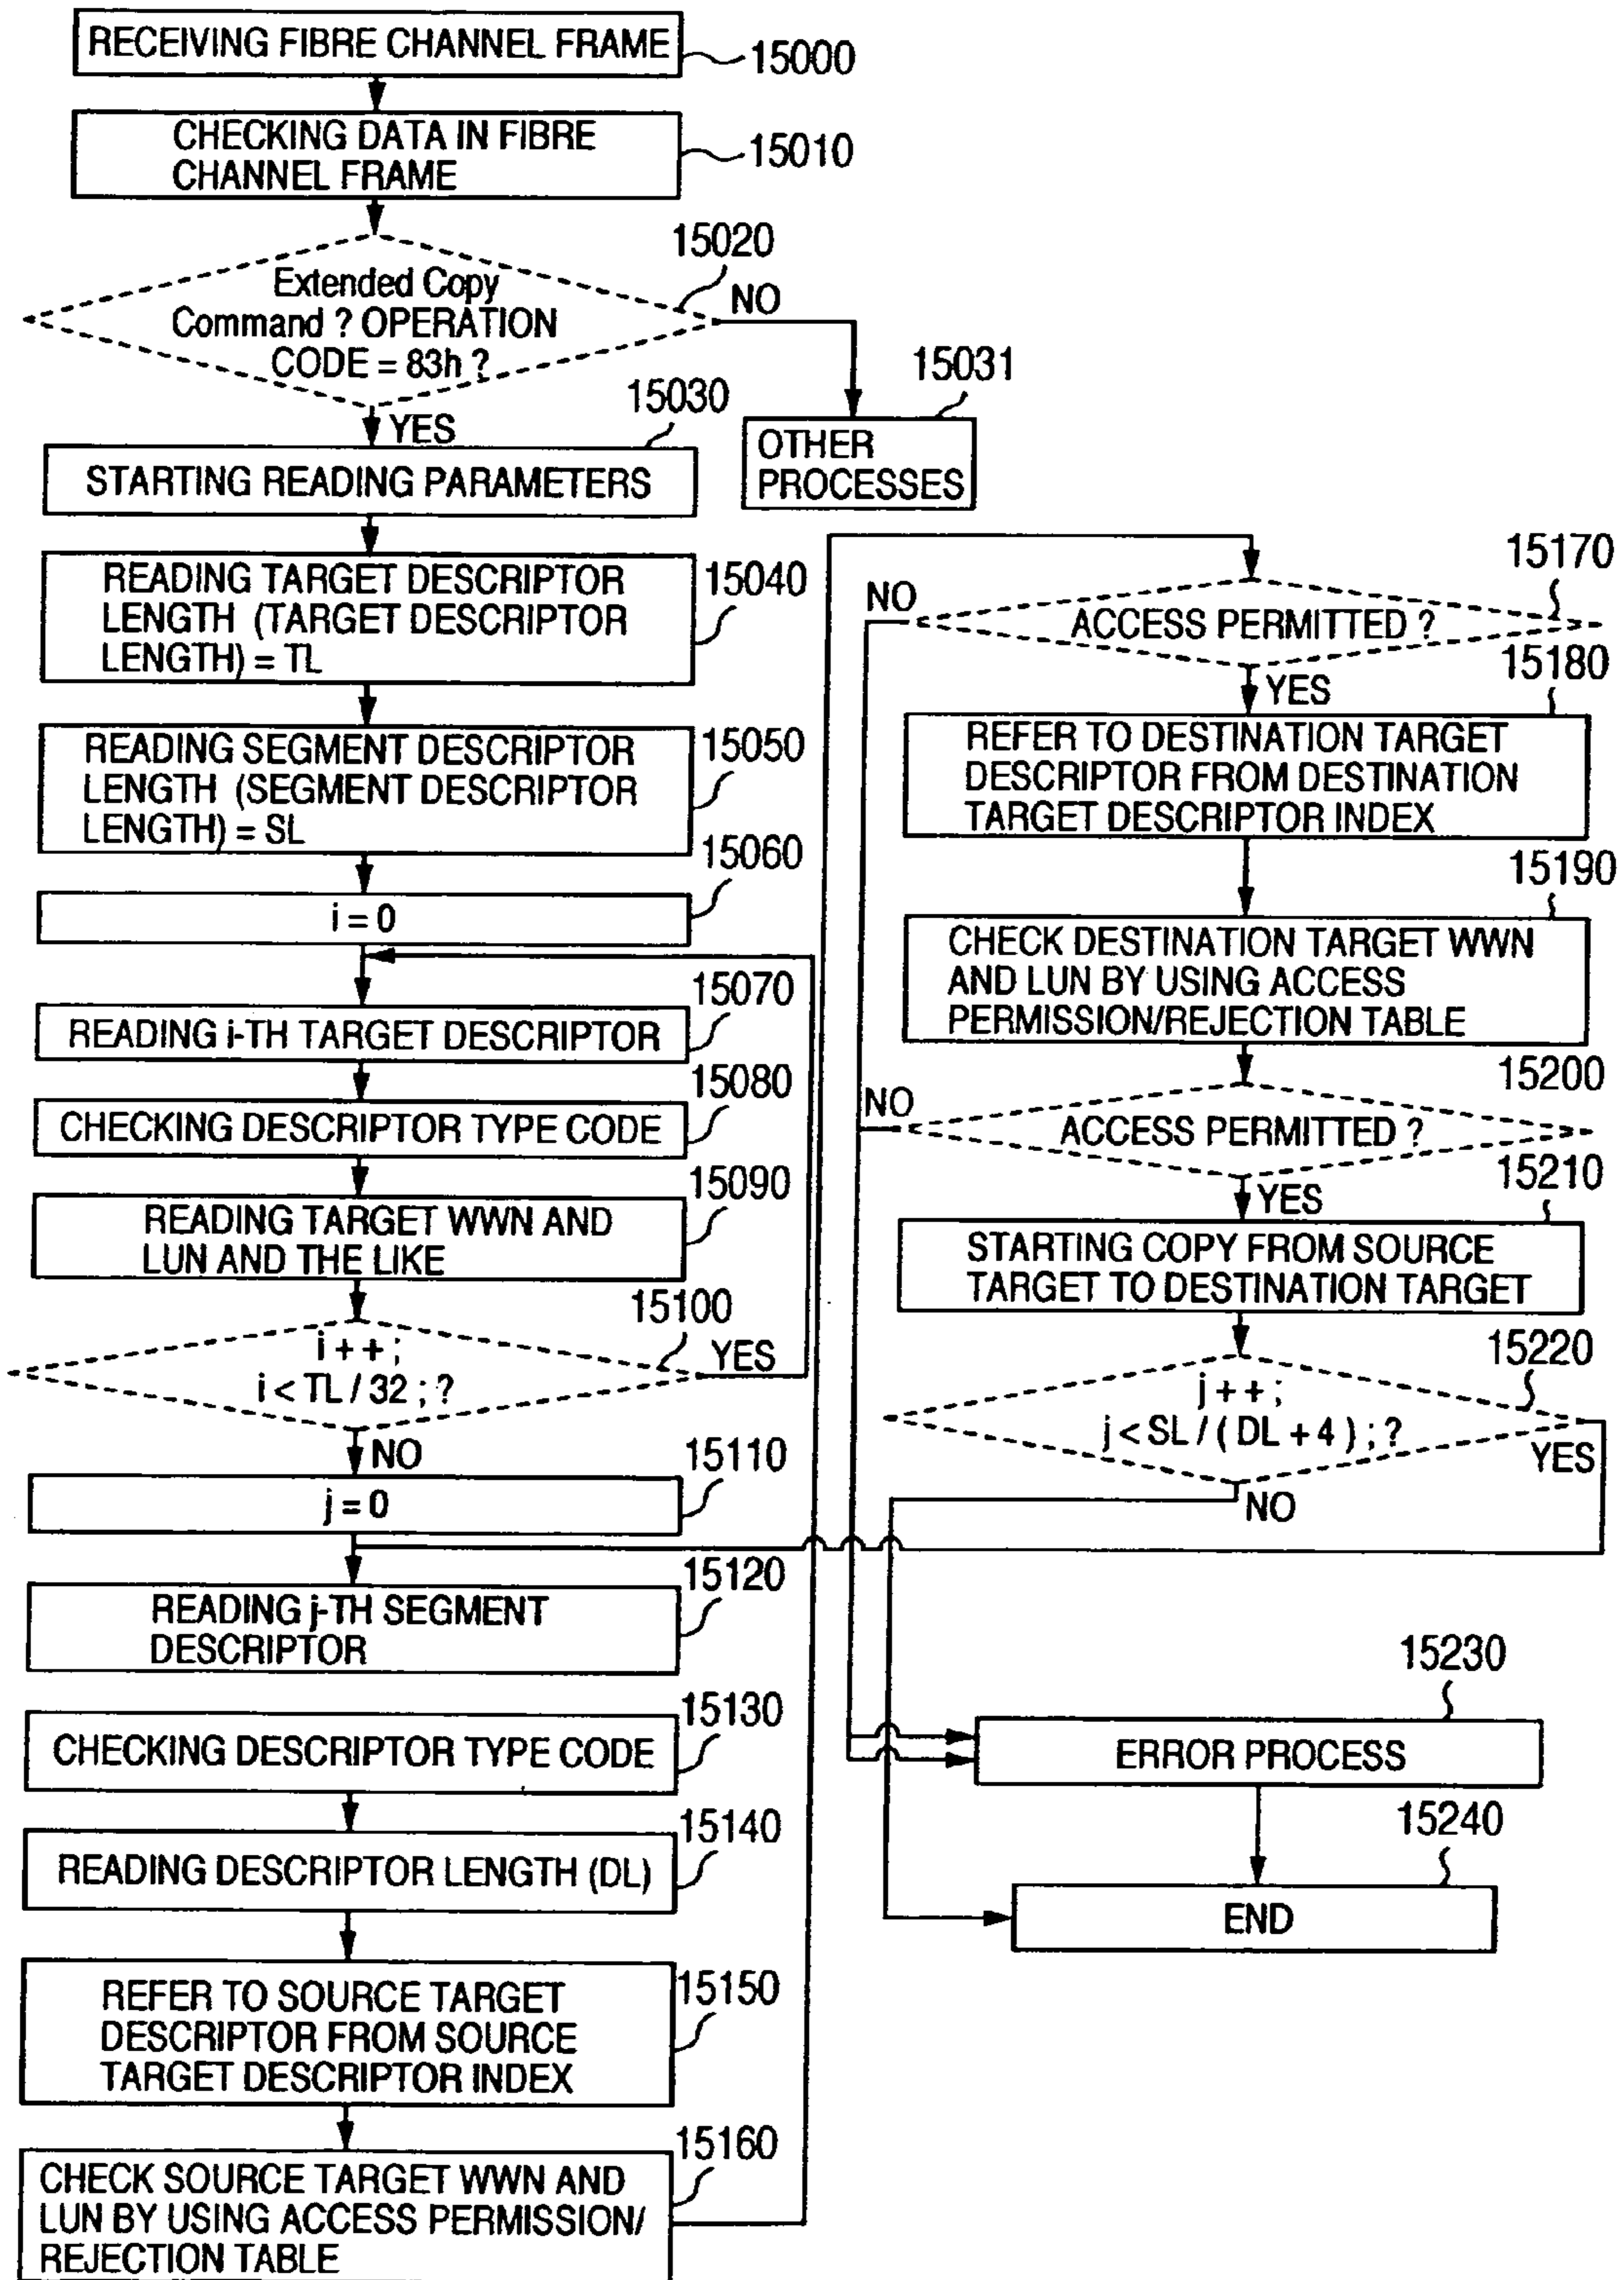 RECEIVING FIBRE CHANNEL FRAME
15000
CHECKING DATA IN FIBRE
CHANNEL FRAME
15010
15020
Extended Copy
Command ? OPERATION
CODE = 83h ?
NO
YES
15031
OTHER
PROCESSES
15030
STARTING READING PARAMETERS
READING TARGET DESCRIPTOR
LENGTH (TARGET DESCRIPTOR
LENGTH) = TL
15040
READING SEGMENT DESCRIPTOR
LENGTH (SEGMENT DESCRIPTOR
LENGTH) = SL
15050
15060
i = 0
15070
READING i-TH TARGET DESCRIPTOR
15080
CHECKING DESCRIPTOR TYPE CODE
15090
READING TARGET WWN AND
LUN AND THE LIKE
15100
i + + ;
i < TL / 32 ; ?
YES
NO
15110
j = 0
15120
READING j-TH SEGMENT
DESCRIPTOR
15130
CHECKING DESCRIPTOR TYPE CODE
15140
READING DESCRIPTOR LENGTH (DL)
15150
REFER TO SOURCE TARGET
DESCRIPTOR FROM SOURCE
TARGET DESCRIPTOR INDEX
15160
CHECK SOURCE TARGET WWN AND
LUN BY USING ACCESS PERMISSION/
REJECTION TABLE
15170
NO
ACCESS PERMITTED ?
YES
15180
REFER TO DESTINATION TARGET
DESCRIPTOR FROM DESTINATION
TARGET DESCRIPTOR INDEX
15190
CHECK DESTINATION TARGET WWN
AND LUN BY USING ACCESS
PERMISSION/REJECTION TABLE
15200
NO
ACCESS PERMITTED ?
YES
15210
STARTING COPY FROM SOURCE
TARGET TO DESTINATION TARGET
15220
j + + ;
j < SL / ( DL + 4 ) ; ?
YES
NO
15230
ERROR PROCESS
15240
END